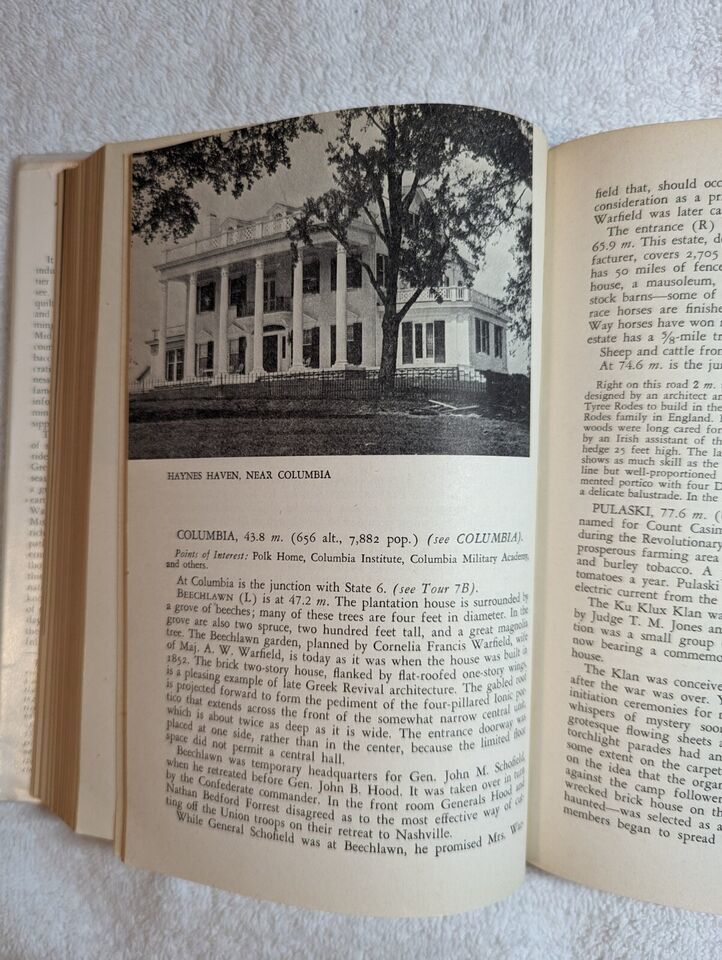 HAYNES HAVEN, NEAR COLUMBIA
COLUMBIA, 43.8 m. (656 alt., 7,882 pop.) (see COLUMBIA).
Points of Interest: Polk Home, Columbia Institute, Columbia Military Academy,
and others.
At Columbia is the junction with State 6. (see Tour 7B).
BEECHLAWN (L) is at 47.2 m. The plantation house is surrounded by
a grove of beeches; many of these trees are four feet in diameter. In the
grove are also two spruce, two hundred feet tall, and a great magnolia
tree. The Beechlawn garden, planned by Cornelia Francis Warfield, wife
of Maj. A. W. Warfield, is today as it was when the house was built in
1852. The brick two-story house, flanked by flat-roofed one-story wings,
is a pleasing example of late Greek Revival architecture. The gabled roof
is projected forward to form the pediment of the four-pillared Ionic por-
tico that extends across the front of the somewhat narrow central unit,
which is about twice as deep as it is wide. The entrance doorway was
placed at one side, rather than in the center, because the limited floor
space did not permit a central hall.
Beechlawn was temporary headquarters for Gen. John M. Schofield,
when he retreated before Gen. John B. Hood. It was taken over in turn
by the Confederate commander. In the front room Generals Hood and
Nathan Bedford Forrest disagreed as to the most effective way of cut-
ting off the Union troops on their retreat to Nashville.
While General Schofield was at Beechlawn, he promised Mrs. War-
field that, should occ
consideration as a pri
Warfield was later ca
The entrance (R)
65.9 m. This estate, de
facturer, covers 2,705
has 50 miles of fenc
house, a mausoleum,
stock barns—some of
race horses are finishe
Way horses have won
estate has a 5/8-mile tr
Sheep and cattle from
At 74.6 m. is the jun
Right on this road 2 m.
designed by an architect an
Tyree Rodes to build in the
Rodes family in England.
woods were long cared for
by an Irish assistant of th
hedge 25 feet high. The la
shows as much skill as the
line but well-proportioned
mented portico with four D
a delicate balustrade. In the
PULASKI, 77.6 m. (
named for Count Casim
during the Revolutionary
prosperous farming area
and burley tobacco. A
tomatoes a year. Pulaski
electric current from the
The Ku Klux Klan wa
by Judge T. M. Jones an
tion was a small group
now bearing a commemo
house.
The Klan was conceive
after the war was over. Y
initiation ceremonies for
whispers of mystery soon
grotesque flowing sheets
torchlight parades had an
some extent on the carpet
on the idea that the organ
against the camp follower
wrecked brick house on th
haunted—was selected as a
members began to spread